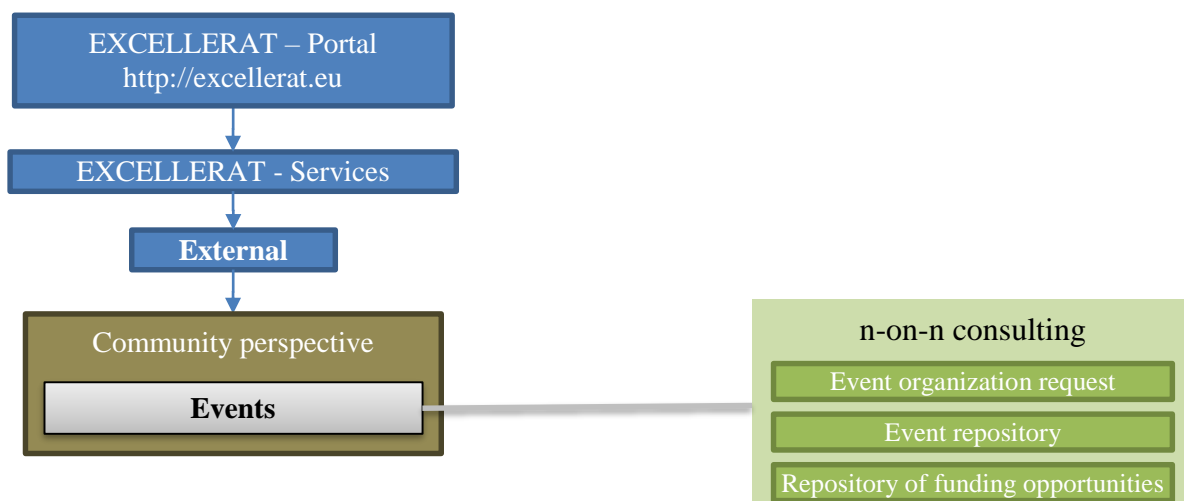 EXCELLERAT – Portal
http://excellerat.eu
EXCELLERAT - Services
External
Community perspective
Events
n-on-n consulting
Event organization request
Event repository
Repository of funding opportunities